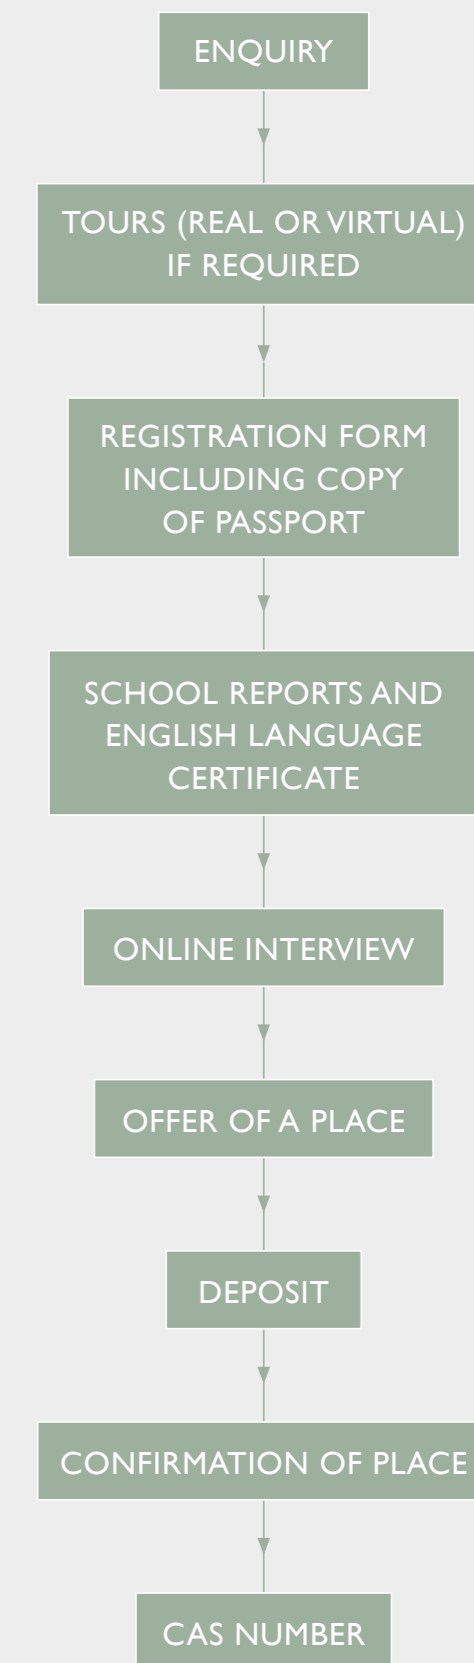 ENQUIRY
TOURS (REAL OR VIRTUAL)
IF REQUIRED
REGISTRATION FORM
INCLUDING COPY
OF PASSPORT
SCHOOL REPORTS AND
ENGLISH LANGUAGE
CERTIFICATE
ONLINE INTERVIEW
OFFER OF A PLACE
DEPOSIT
CONFIRMATION OF PLACE
CAS NUMBER